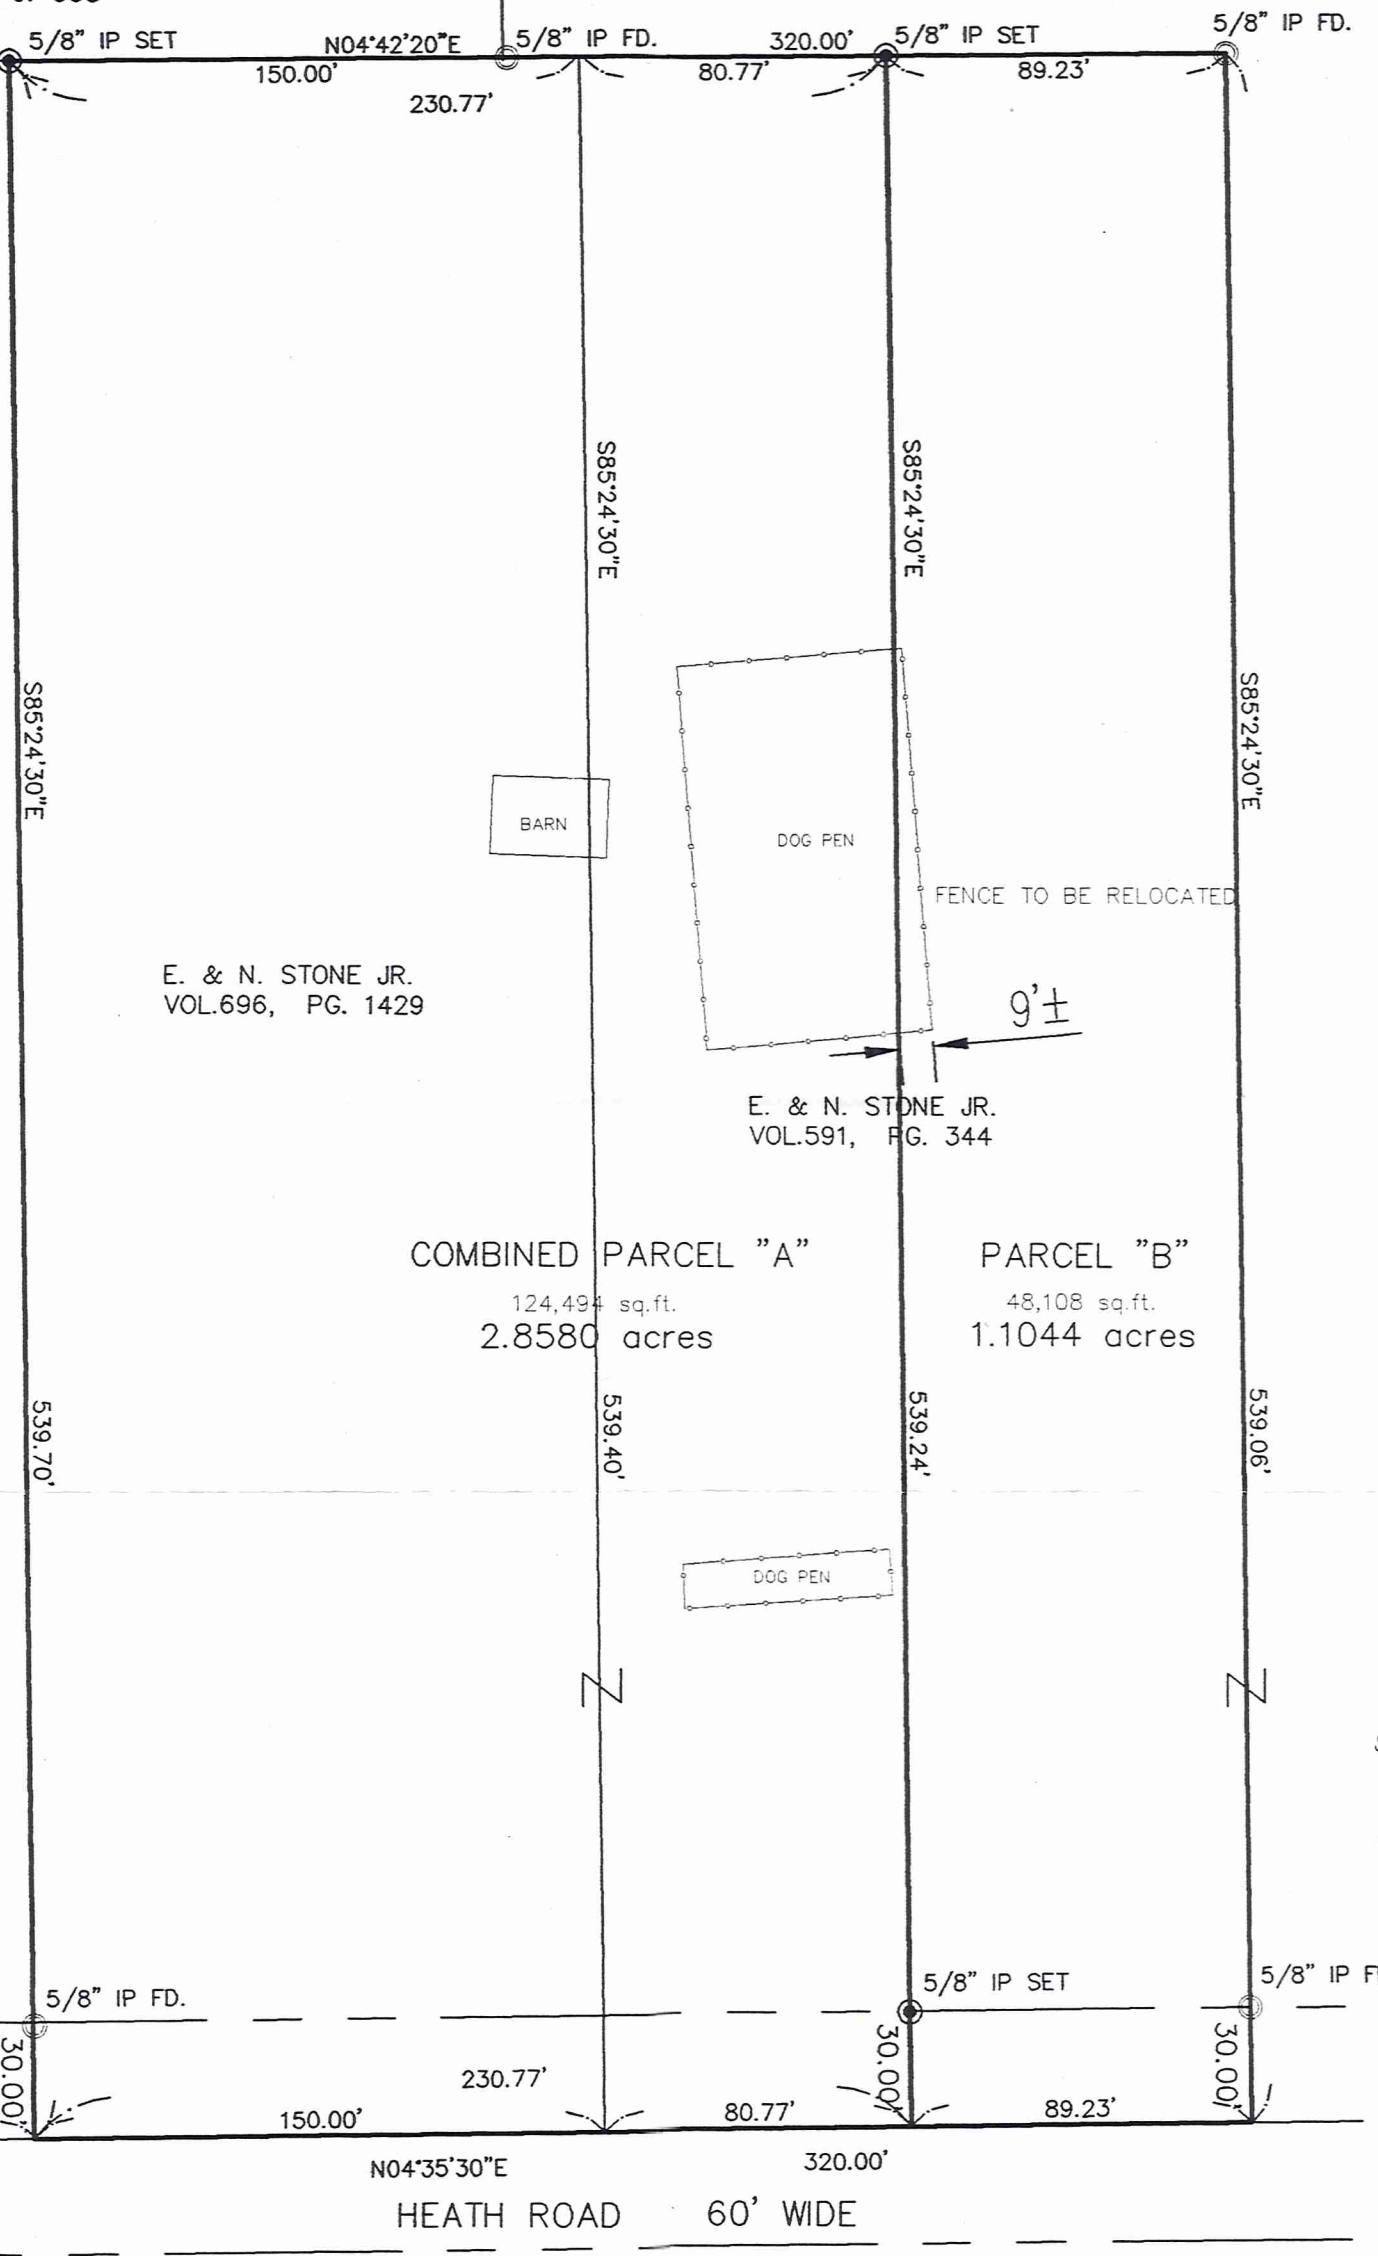 5/8" IP SET
N04°42'20"E
5/8" IP FD.
320.00'
5/8" IP SET
5/8" IP FD.
150.00'
80.77'
89.23'
230.77'
S85°24'30"E
S85°24'30"E
S85°24'30"E
S85°24'30"E
BARN
DOG PEN
FENCE TO BE RELOCATED
E. & N. STONE JR.
VOL.696, PG. 1429
9'±
E. & N. STONE JR.
VOL.591, PG. 344
COMBINED PARCEL "A"
124,494 sq.ft.
2.8580 acres
PARCEL "B"
48,108 sq.ft.
1.1044 acres
539.70'
539.40'
539.24'
539.06'
DOG PEN
Z
Z
5/8" IP FD.
5/8" IP SET
5/8" IP
30.00'
30.00'
30.00'
230.77'
150.00'
80.77'
89.23'
N04°35'30"E
320.00'
HEATH ROAD 60' WIDE